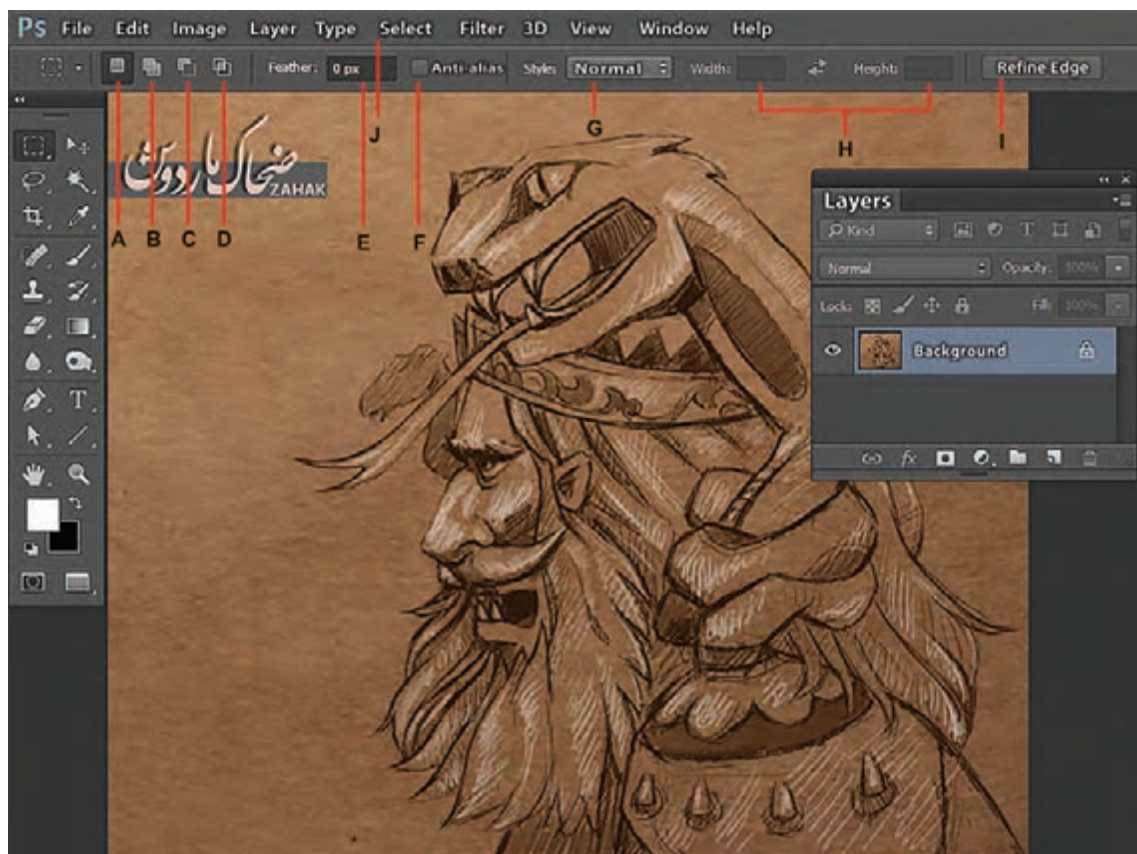 Ps File Edit Image Layer Type Select Filter 3D View Window Help
Feather: 0 px Anti-alias Style: Normal Width: Height: Refine Edge
J
G
H
I
ضحاک ماردوش
ZAHAK
A B C D E F
Layers
Kind
Normal Opacity: 100%
Lock: Fill: 100%
Background
fx
T